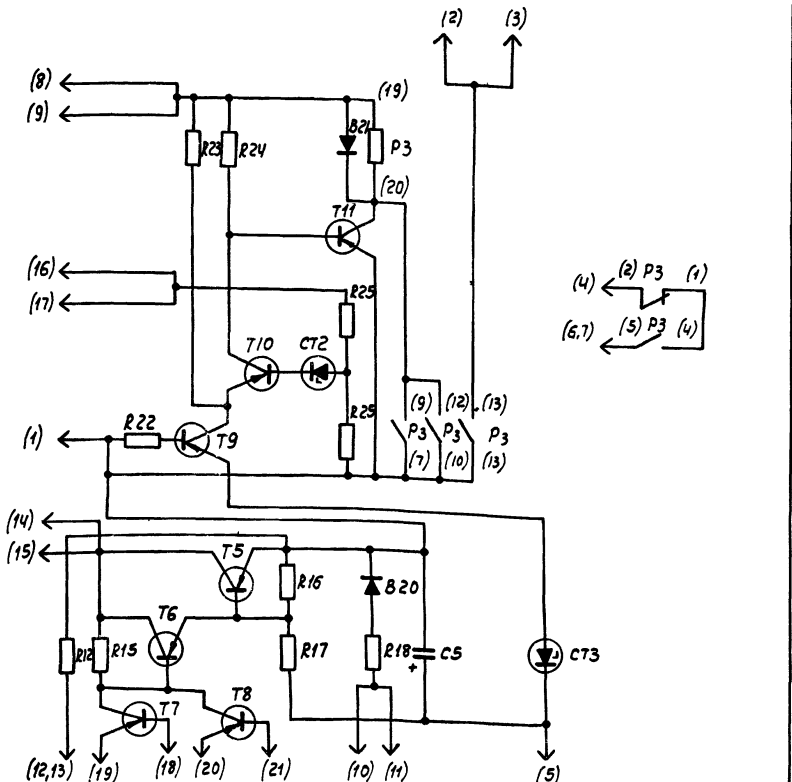 (2) (3)
(8) (19)
(9) B21
R23 R24 P3
(20)
T11
(16)
(17) R25
(2) P3 (1)
(4)
(6,7) (5) P3 (4)
T10 CT2
(9) (12) (13)
R22 R25
(1) T9 P3 P3 P3
(7) (10) (13)
(14)
(15) T5
R16 B20
T6
R12 R15 R17 R18 C5 CT3
+
T7 T8
(12,13) (19) (18) (20) (21) (10) (11) (5)